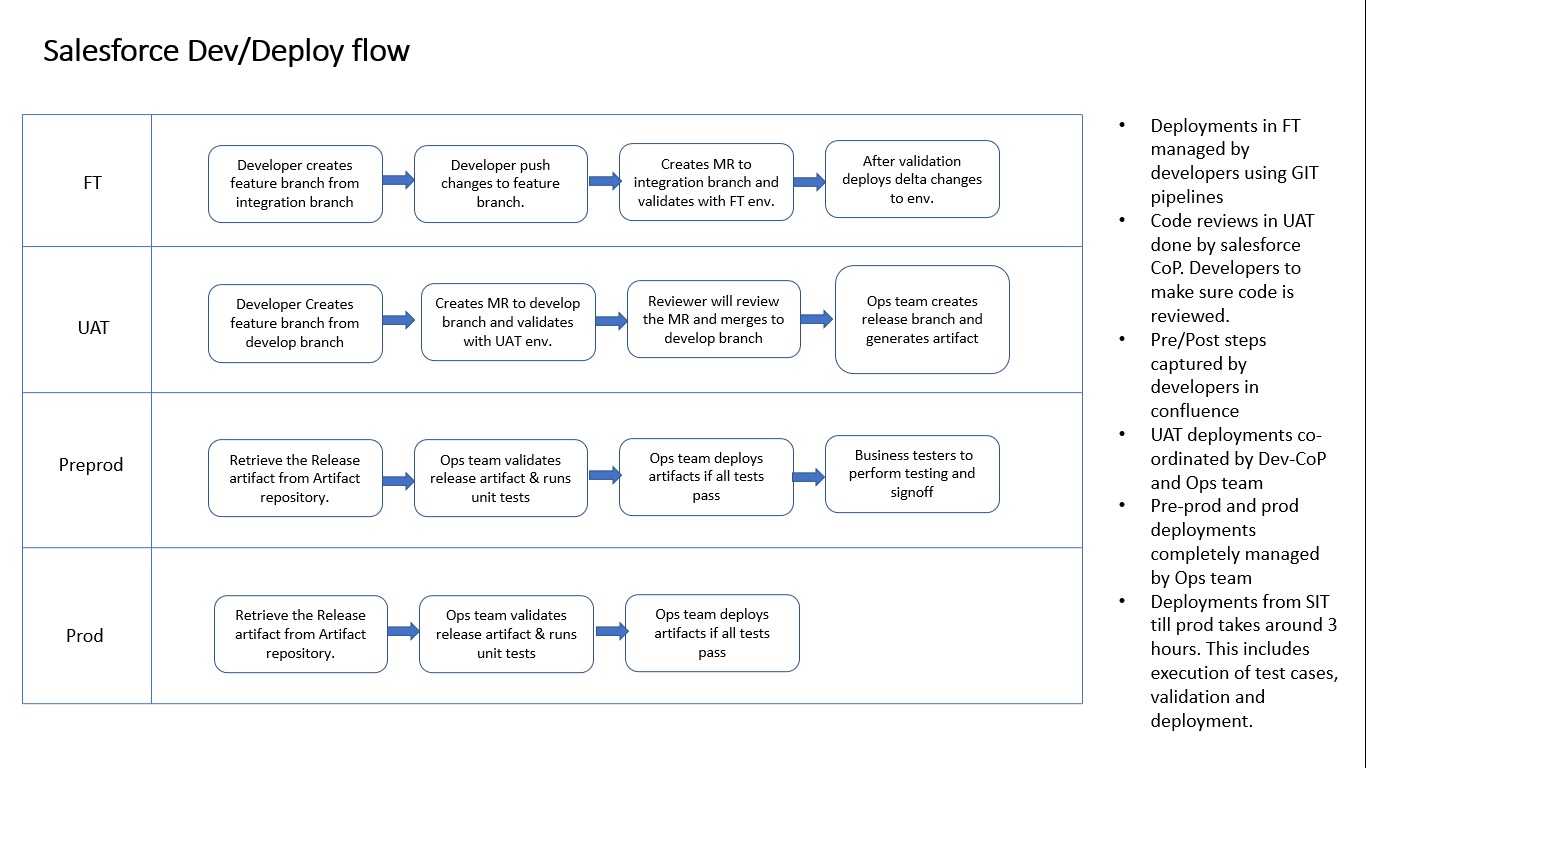 Salesforce Dev/Deploy flow
FT
Developer creates
feature branch from
integration branch
Developer push
changes to feature
branch.
Creates MR to
integration branch and
validates with FT env.
After validation
deploys delta changes
to env.
UAT
Developer Creates
feature branch from
develop branch
Creates MR to develop
branch and validates
with UAT env.
Reviewer will review
the MR and merges to
develop branch
Ops team creates
release branch and
generates artifact
Preprod
Retrieve the Release
artifact from Artifact
repository.
Ops team validates
release artifact & runs
unit tests
Ops team deploys
artifacts if all tests
pass
Business testers to
perform testing and
signoff
Prod
Retrieve the Release
artifact from Artifact
repository.
Ops team validates
release artifact & runs
unit tests
Ops team deploys
artifacts if all tests
pass
• Deployments in FT
managed by
developers using GIT
pipelines
• Code reviews in UAT
done by salesforce
CoP. Developers to
make sure code is
reviewed.
• Pre/Post steps
captured by
developers in
confluence
• UAT deployments co-
ordinated by Dev-CoP
and Ops team
• Pre-prod and prod
deployments
completely managed
by Ops team
• Deployments from SIT
till prod takes around 3
hours. This includes
execution of test cases,
validation and
deployment.